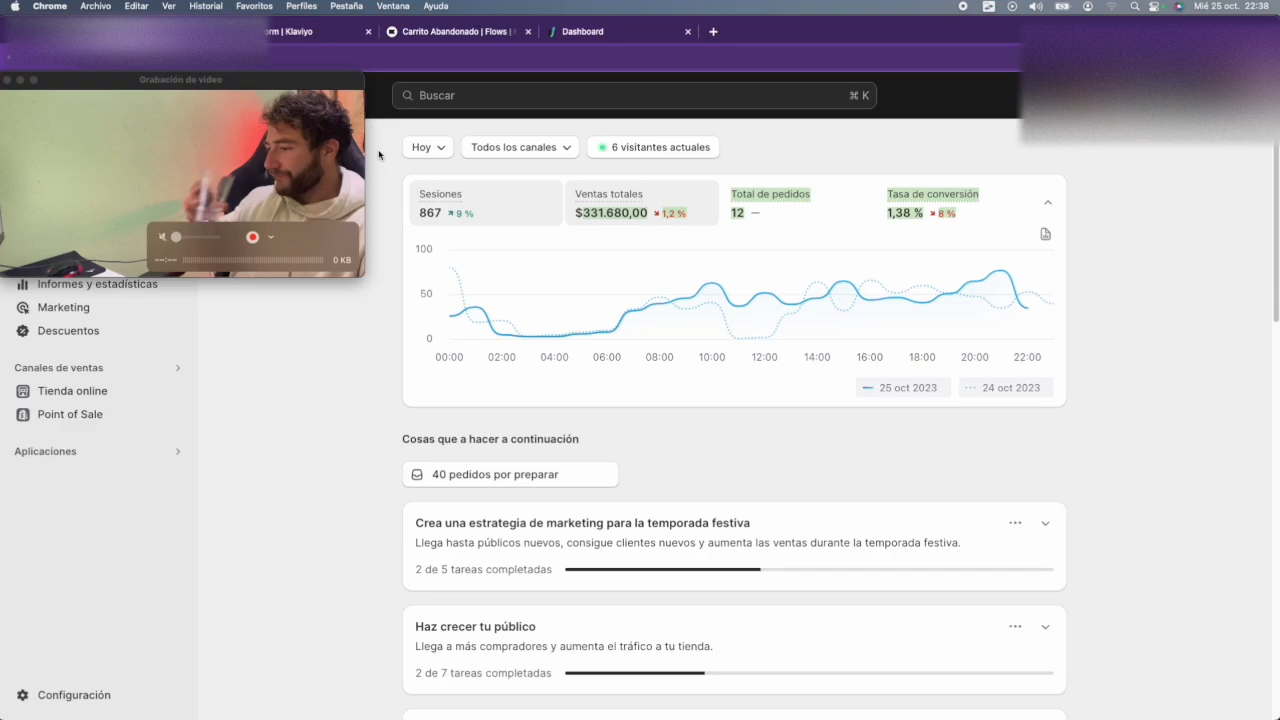 Chrome Archivo Editar Ver Historial Favoritos Perfiles Pestaña Ventana Ayuda Mié 25 oct. 22:38
orm | Klaviyo Carrito Abandonado | Flows | Dashboard
Grabación de video
Buscar ⌘ K
Hoy Todos los canales 6 visitantes actuales
Sesiones Ventas totales Total de pedidos Tasa de conversión
867 ↗ 9 % $331.680,00 ↘ 1,2 % 12 — 1,38 % ↘ 8 %
--:-- 0 KB
100
50
0
00:00 02:00 04:00 06:00 08:00 10:00 12:00 14:00 16:00 18:00 20:00 22:00
25 oct 2023 24 oct 2023
Informes y estadísticas
Marketing
Descuentos
Canales de ventas
Tienda online
Point of Sale
Aplicaciones
Configuración
Cosas que a hacer a continuación
40 pedidos por preparar
Crea una estrategia de marketing para la temporada festiva
Llega hasta públicos nuevos, consigue clientes nuevos y aumenta las ventas durante la temporada festiva.
2 de 5 tareas completadas
Haz crecer tu público
Llega a más compradores y aumenta el tráfico a tu tienda.
2 de 7 tareas completadas